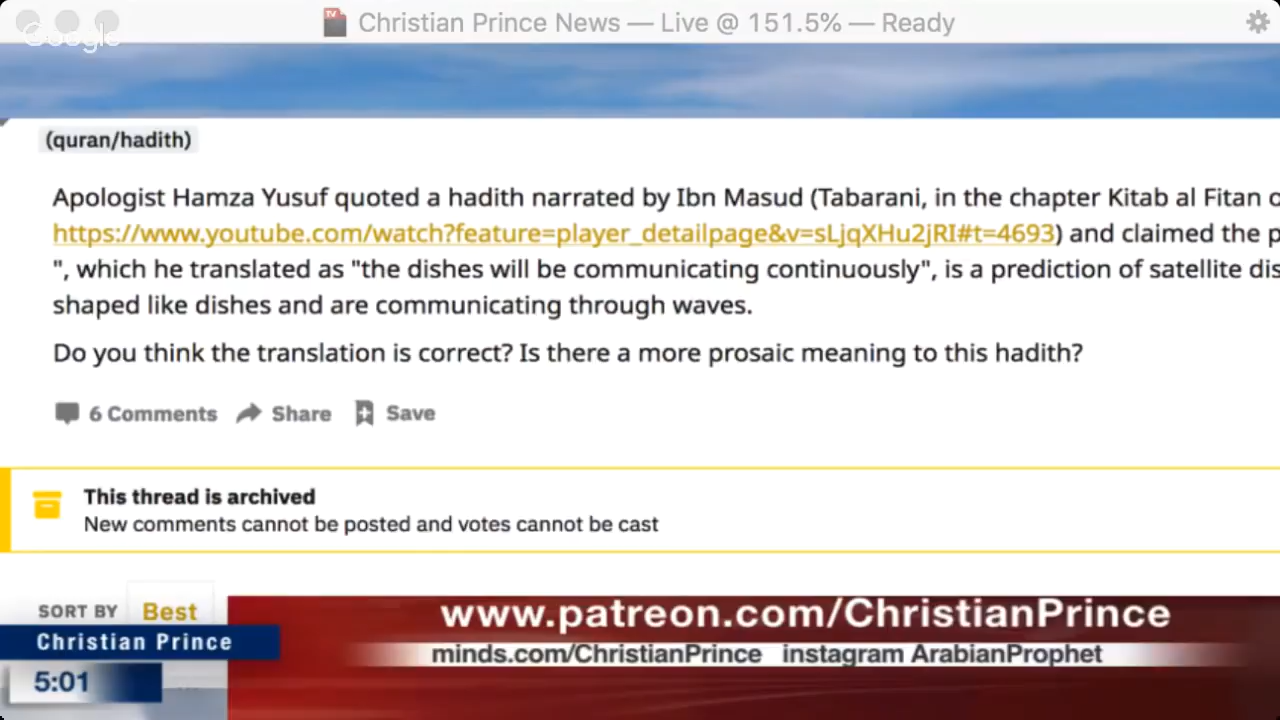 Christian Prince News — Live @ 151.5% — Ready
Google
TV
(quran/hadith)
Apologist Hamza Yusuf quoted a hadith narrated by Ibn Masud (Tabarani, in the chapter Kitab al Fitan
https://www.youtube.com/watch?feature=player_detailpage&v=sLjqXHu2jRI#t=4693) and claimed the
", which he translated as "the dishes will be communicating continuously", is a prediction of satellite
shaped like dishes and are communicating through waves.
Do you think the translation is correct? Is there a more prosaic meaning to this hadith?
6 Comments Share Save
This thread is archived
New comments cannot be posted and votes cannot be cast
SORT BY Best
www.patreon.com/ChristianPrince
Christian Prince
minds.com/ChristianPrince instagram ArabianProphet
5:01